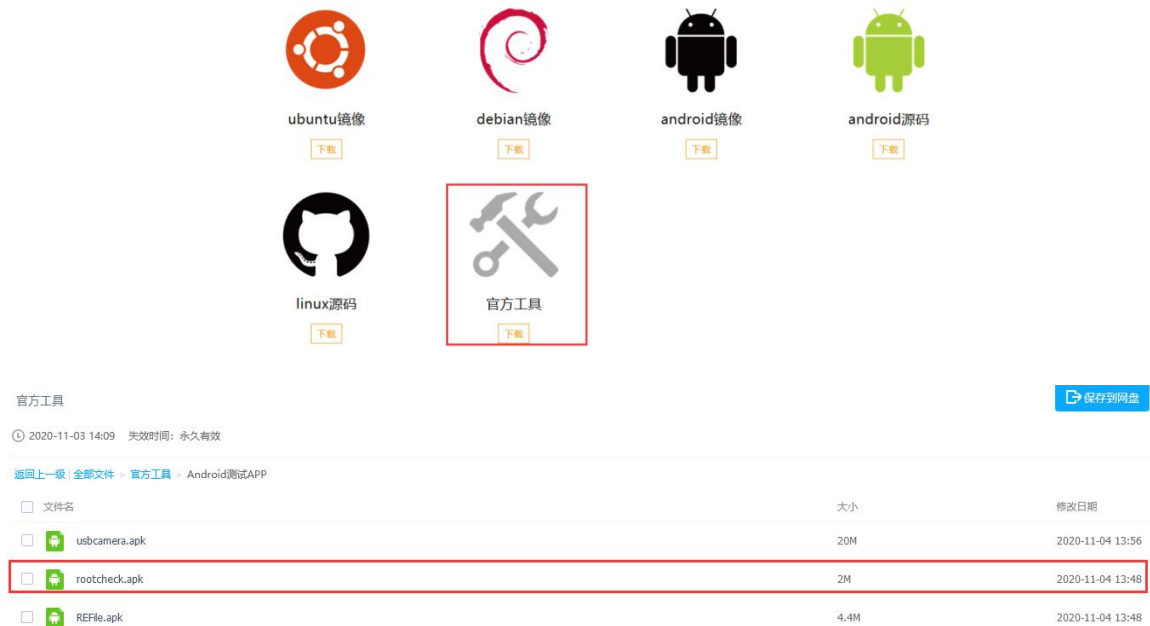 ubuntu镜像 debian镜像 android镜像 android源码
下载 下载 下载 下载
linux源码 官方工具
下载 下载
官方工具 保存到网盘
2020-11-03 14:09 失效时间：永久有效
返回上一级 | 全部文件 > 官方工具 > Android测试APP
文件名 大小 修改日期
usbcamera.apk 20M 2020-11-04 13:56
rootcheck.apk 2M 2020-11-04 13:48
REFile.apk 4.4M 2020-11-04 13:48